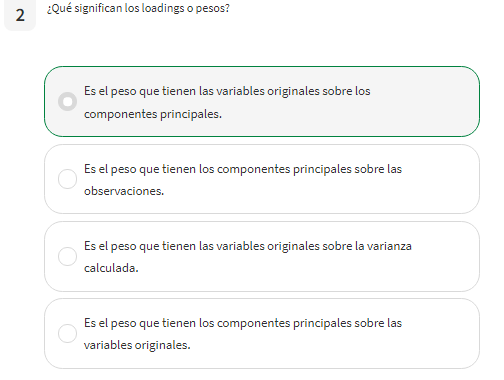 2
¿Qué significan los loadings o pesos?
Es el peso que tienen las variables originales sobre los
componentes principales.
Es el peso que tienen los componentes principales sobre las
observaciones.
Es el peso que tienen las variables originales sobre la varianza
calculada.
Es el peso que tienen los componentes principales sobre las
variables originales.